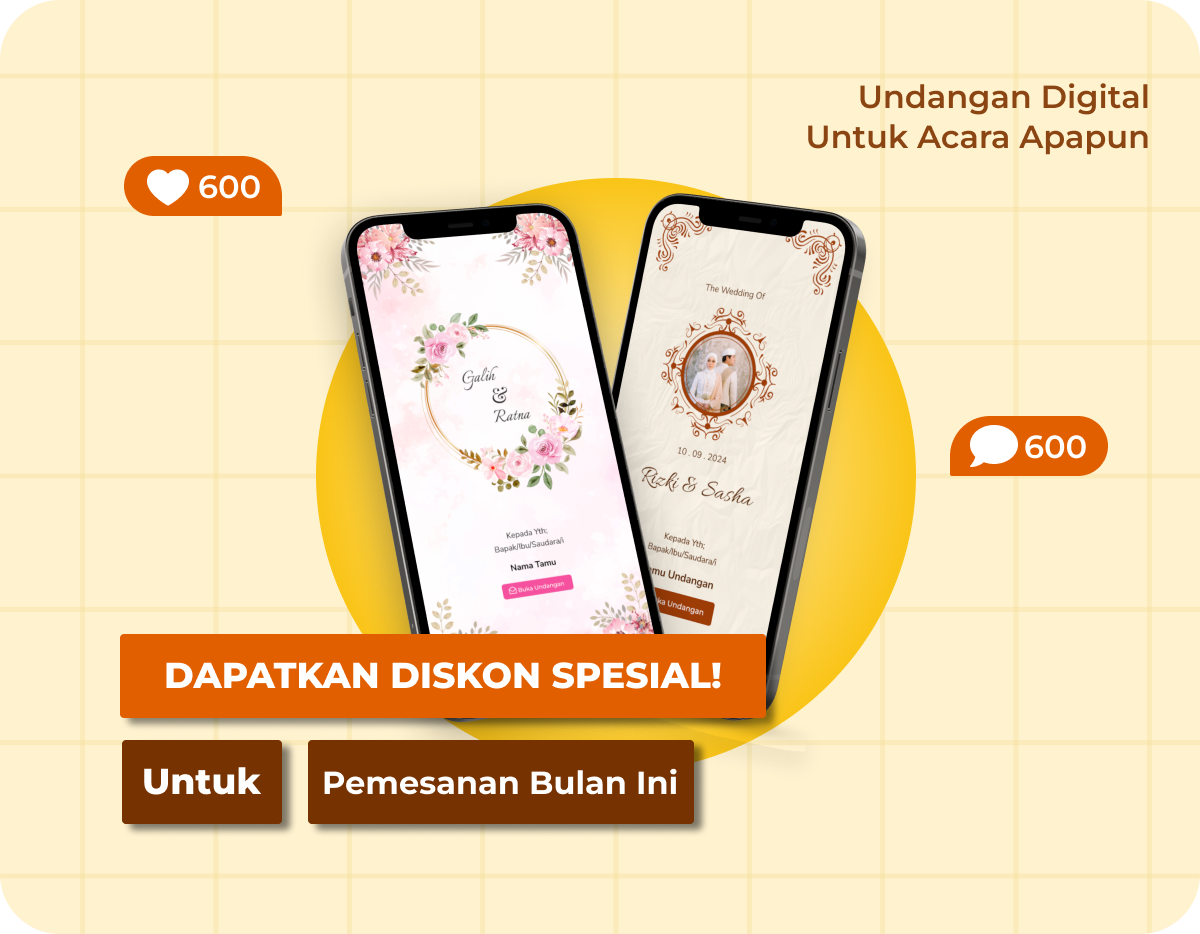 Undangan Digital
Untuk Acara Apapun
600
Galih
&
Ratna
Kepada Yth;
Bapak/Ibu/Saudara/i
Nama Tamu
Buka Undangan
The Wedding Of
10 . 09 . 2024
Rizki & Sasha
Kepada Yth;
Bapak/Ibu/Saudara/i
Undangan
Undangan
600
DAPATKAN DISKON SPESIAL!
Untuk
Pemesanan Bulan Ini